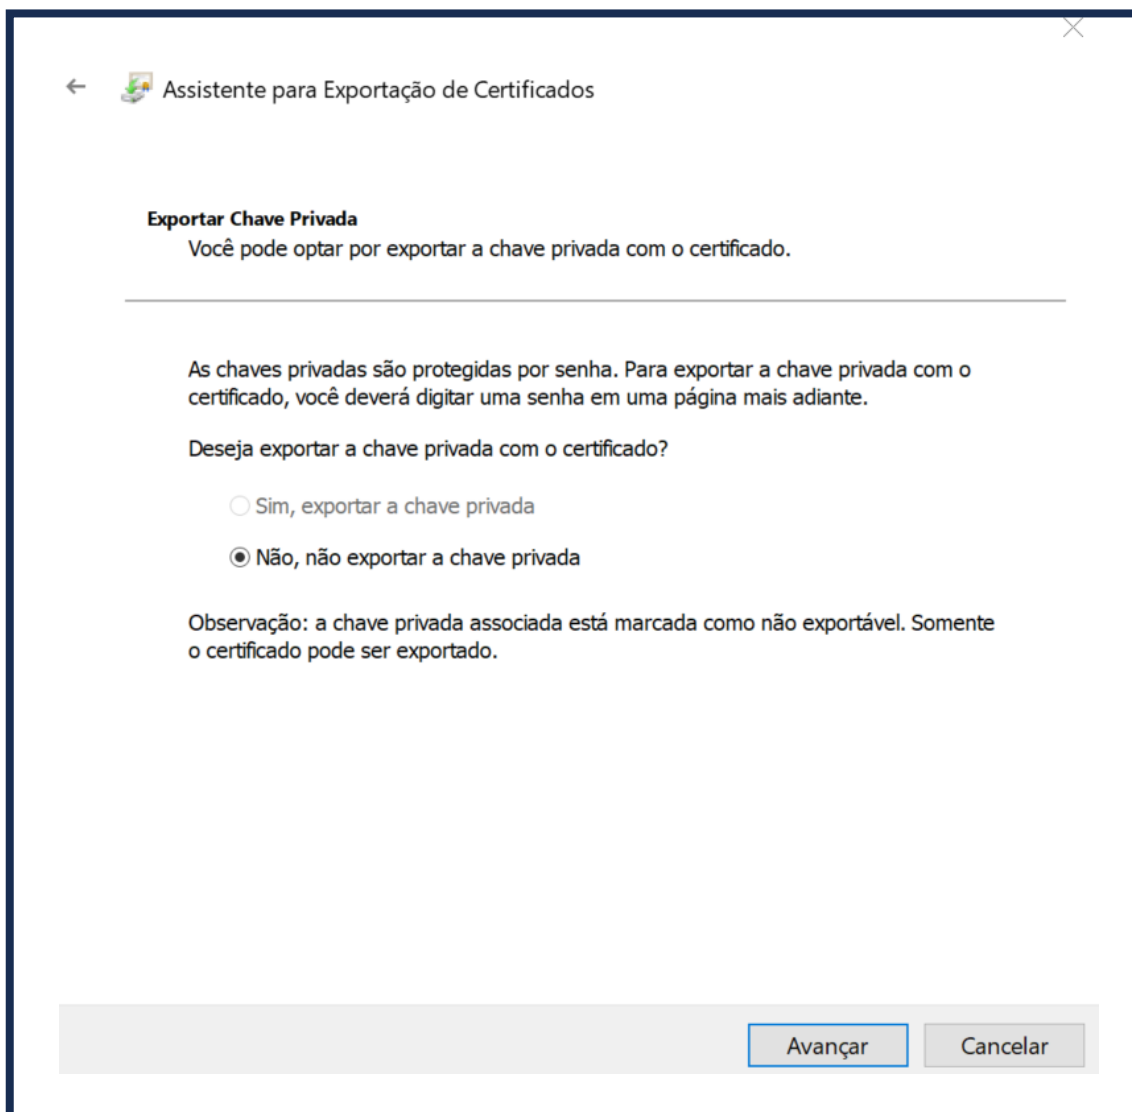 Assistente para Exportação de Certificados
Exportar Chave Privada
Você pode optar por exportar a chave privada com o certificado.
As chaves privadas são protegidas por senha. Para exportar a chave privada com o
certificado, você deverá digitar uma senha em uma página mais adiante.
Deseja exportar a chave privada com o certificado?
Sim, exportar a chave privada
Não, não exportar a chave privada
Observação: a chave privada associada está marcada como não exportável. Somente
o certificado pode ser exportado.
Avançar
Cancelar